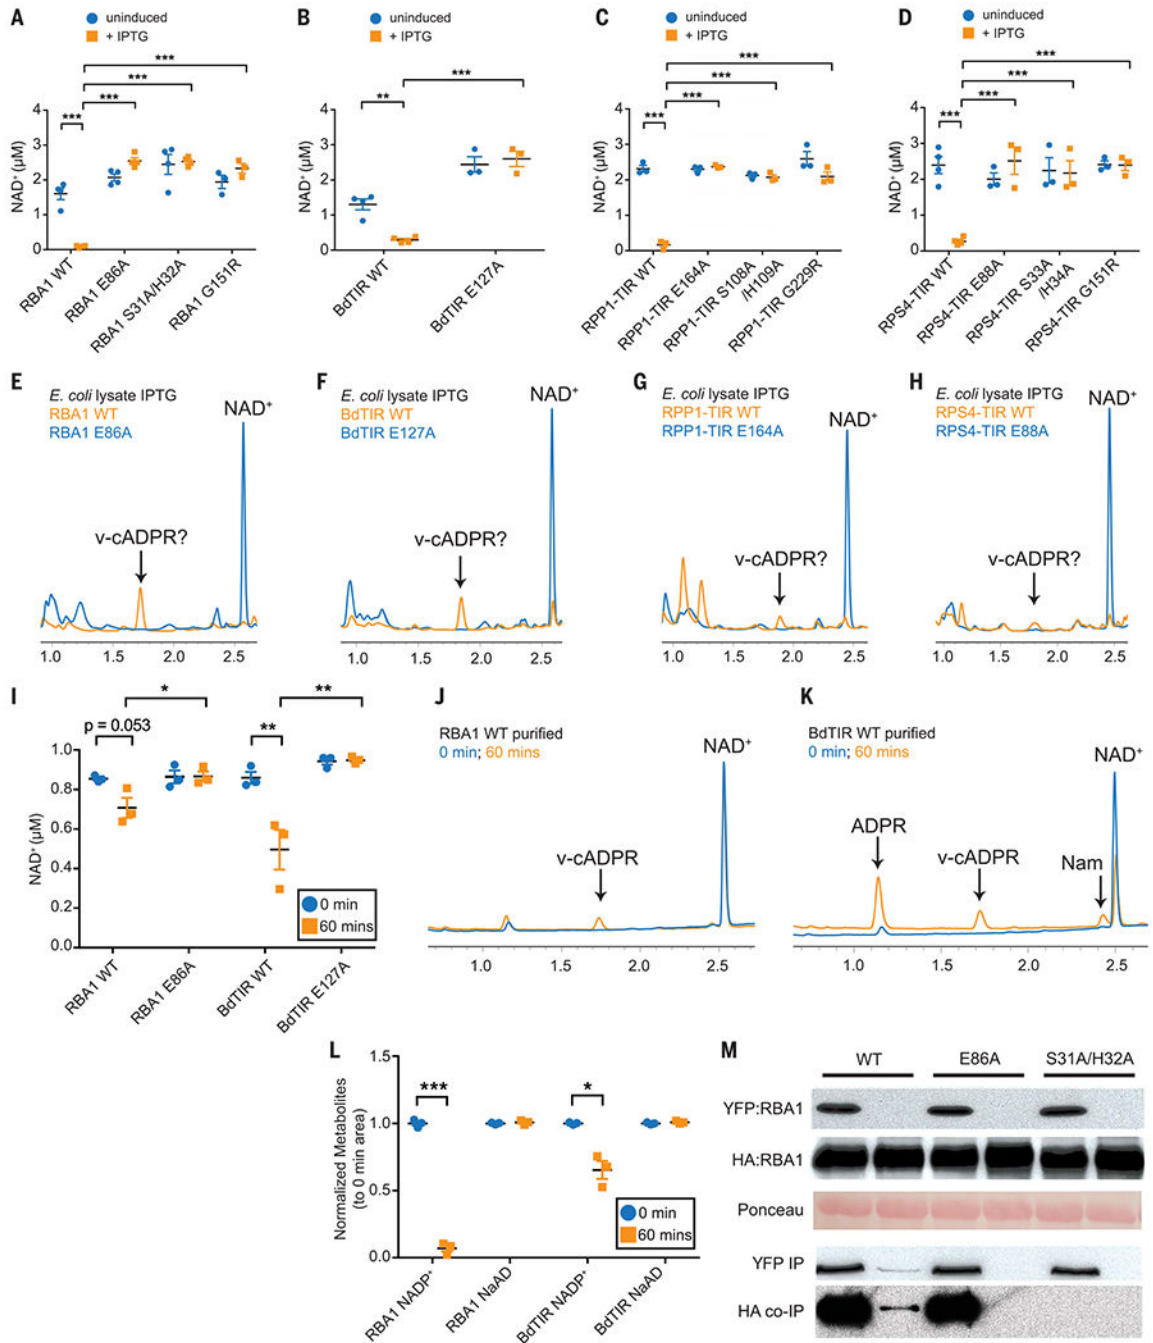 A
uninduced
+ IPTG
***
***
***
***
NAD⁺ (µM)
4
3
2
1
0
RBA1 WT
RBA1 E86A
RBA1 S31A/H32A
RBA1 G151R
B
uninduced
+ IPTG
***
**
NAD⁺ (µM)
4
3
2
1
0
BdTIR WT
BdTIR E127A
C
uninduced
+ IPTG
***
***
***
***
NAD⁺ (µM)
4
3
2
1
0
RPP1-TIR WT
RPP1-TIR E164A
RPP1-TIR S108A
/H109A
RPP1-TIR G229R
D
uninduced
+ IPTG
***
***
***
***
NAD⁺ (µM)
4
3
2
1
0
RPS4-TIR WT
RPS4-TIR E88A
RPS4-TIR S33A
/H34A
RPS4-TIR G151R
E
E. coli lysate IPTG
RBA1 WT
RBA1 E86A
NAD⁺
v-cADPR?
1.0 1.5 2.0 2.5
F
E. coli lysate IPTG
BdTIR WT
BdTIR E127A
NAD⁺
v-cADPR?
1.0 1.5 2.0 2.5
G
E. coli lysate IPTG
RPP1-TIR WT
RPP1-TIR E164A
NAD⁺
v-cADPR?
1.0 1.5 2.0 2.5
H
E. coli lysate IPTG
RPS4-TIR WT
RPS4-TIR E88A
NAD⁺
v-cADPR?
1.0 1.5 2.0 2.5
I
* **
p = 0.053
**
NAD⁺ (µM)
1.0
0.8
0.6
0.4
0.2
0.0
0 min
60 mins
RBA1 WT
RBA1 E86A
BdTIR WT
BdTIR E127A
J
RBA1 WT purified
0 min; 60 mins
NAD⁺
v-cADPR
1.0 1.5 2.0 2.5
K
BdTIR WT purified
0 min; 60 mins
NAD⁺
ADPR
v-cADPR
Nam
1.0 1.5 2.0 2.5
L
Normalized Metabolites
(to 0 min area)
1.5
1.0
0.5
0.0
***
*
0 min
60 mins
RBA1 NADP⁺
RBA1 NaAD
BdTIR NADP⁺
BdTIR NaAD
M
WT E86A S31A/H32A
YFP:RBA1
HA:RBA1
Ponceau
YFP IP
HA co-IP